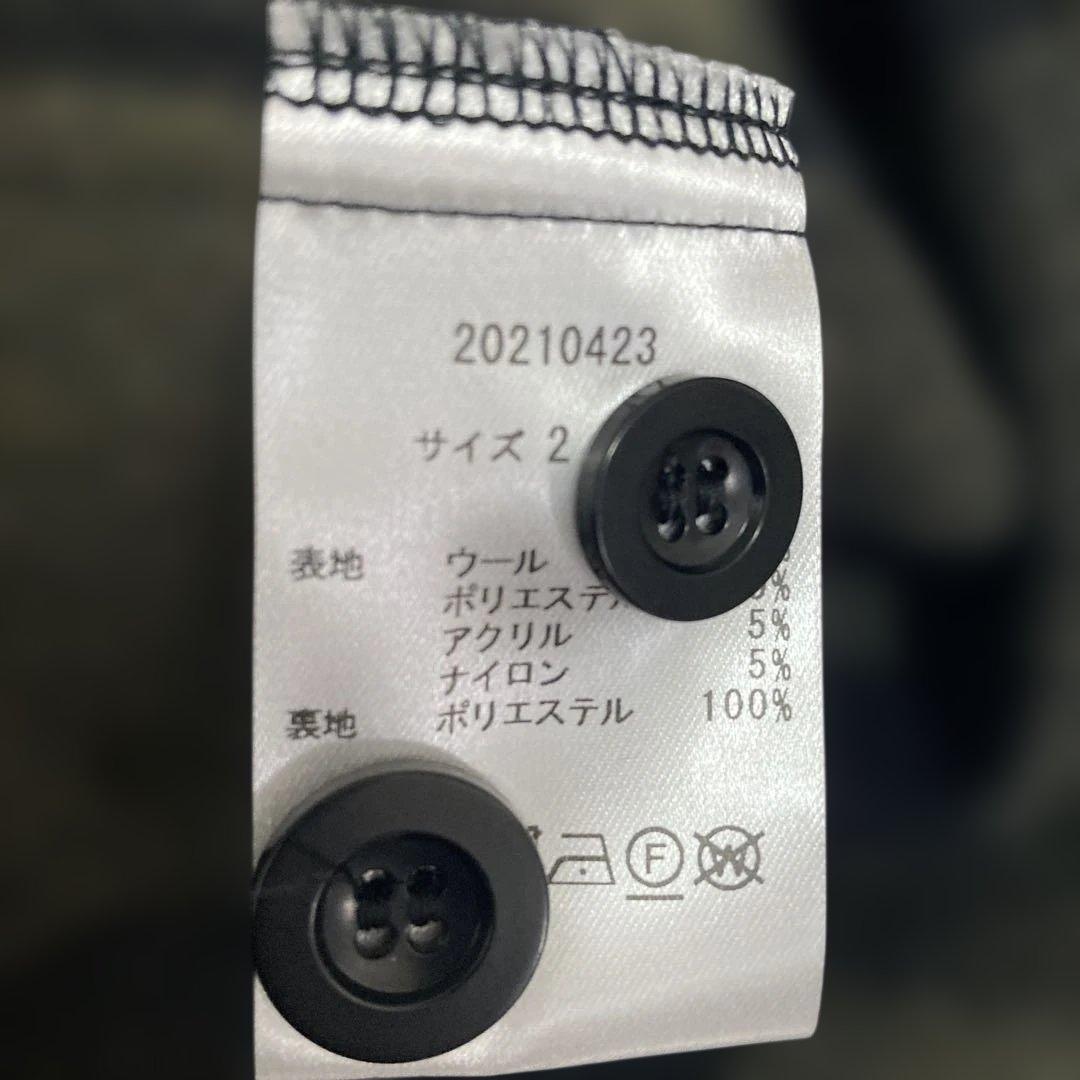 20210423
サイズ 2
表地 ウール
ポリエステ %
アクリル 5%
ナイロン 5%
裏地 ポリエステル 100%
F W